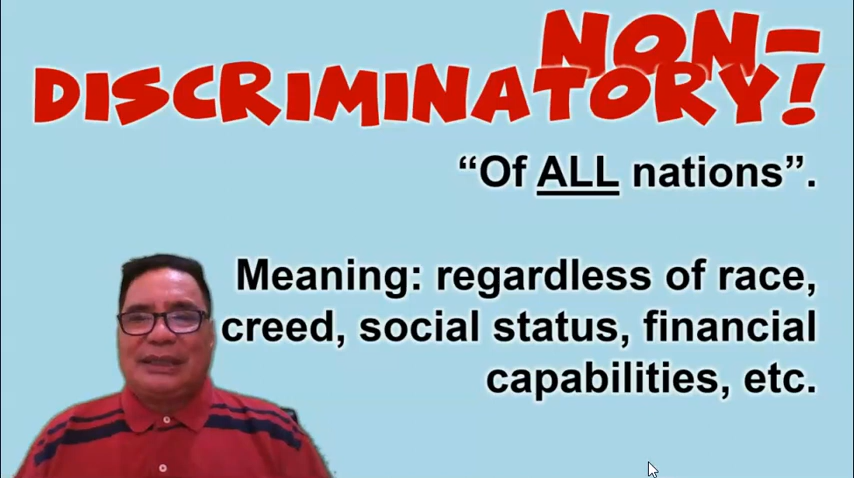 NON-
DISCRIMINATORY!
“Of ALL nations”.
Meaning: regardless of race,
creed, social status, financial
capabilities, etc.